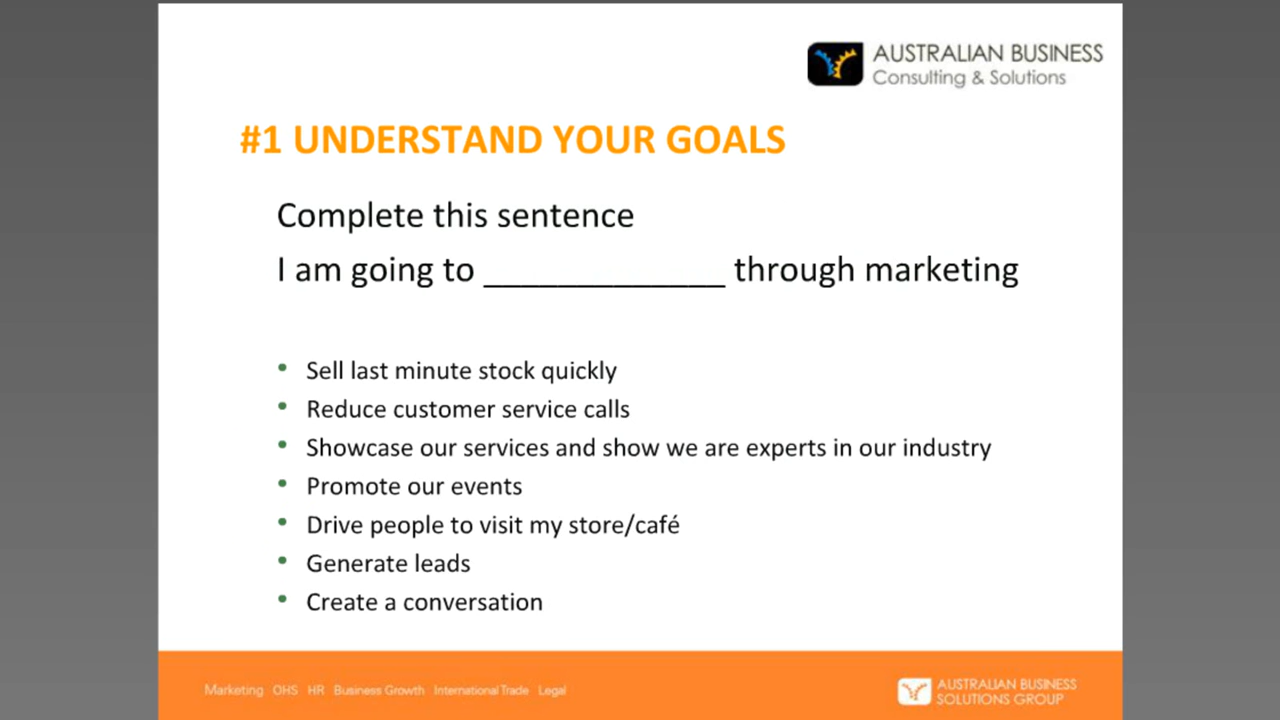 AUSTRALIAN BUSINESS
Consulting & Solutions
#1 UNDERSTAND YOUR GOALS
Complete this sentence
I am going to _____________ through marketing
• Sell last minute stock quickly
• Reduce customer service calls
• Showcase our services and show we are experts in our industry
• Promote our events
• Drive people to visit my store/café
• Generate leads
• Create a conversation
Marketing OHS HR Business Growth International Trade Legal
AUSTRALIAN BUSINESS
SOLUTIONS GROUP